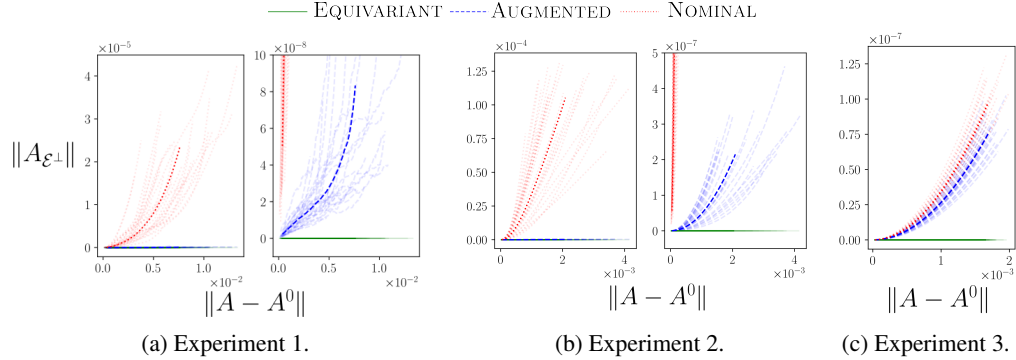 EQUIVARIANT AUGMENTED NOMINAL
×10⁻⁵ ×10⁻⁸ ×10⁻⁴ ×10⁻⁷ ×10⁻⁷
4 3 2 1 0
10 8 6 4 2 0
1.25 1.00 0.75 0.50 0.25 0.00
5 4 3 2 1 0
1.25 1.00 0.75 0.50 0.25 0.00
‖A_{ℰ⊥}‖
0.0 0.5 1.0 0.0 0.5 1.0 0 2 4 0 2 4 0 1 2
×10⁻² ×10⁻² ×10⁻³ ×10⁻³ ×10⁻³
‖A − A⁰‖ ‖A − A⁰‖ ‖A − A⁰‖
(a) Experiment 1. (b) Experiment 2. (c) Experiment 3.